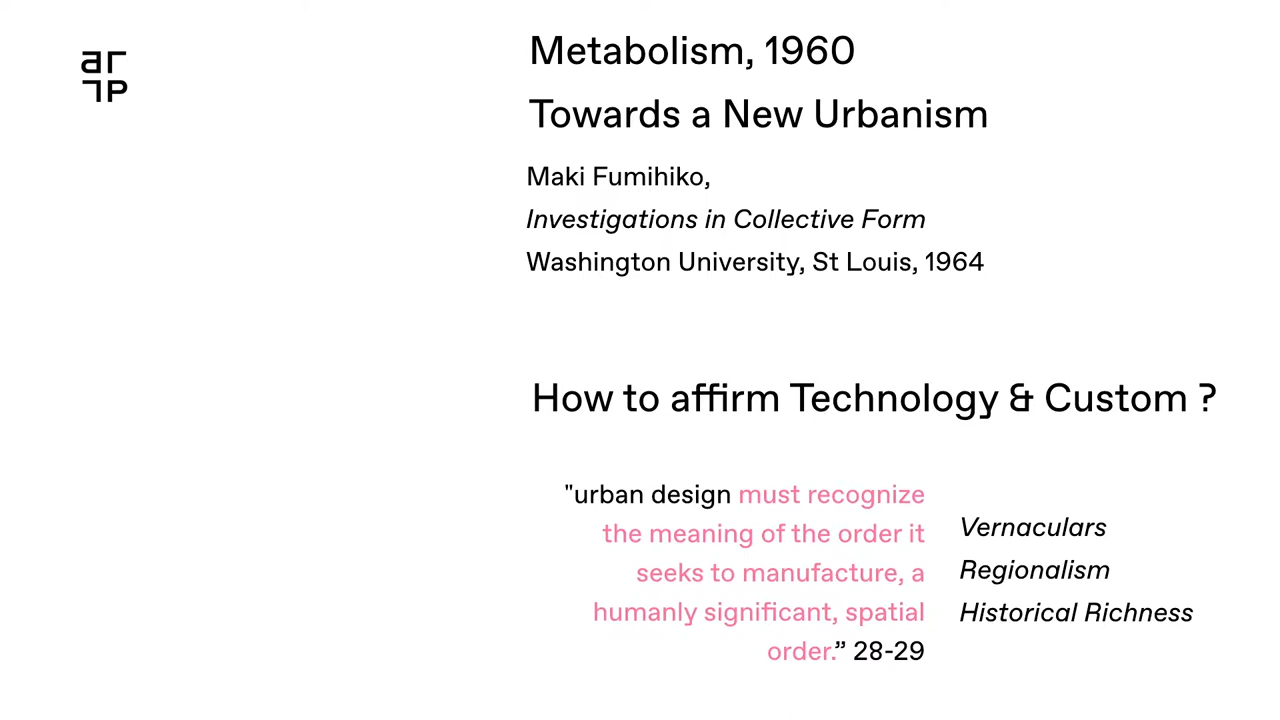 ar
ᒣP
Metabolism, 1960
Towards a New Urbanism
Maki Fumihiko,
Investigations in Collective Form
Washington University, St Louis, 1964
How to affirm Technology & Custom ?
"urban design must recognize
the meaning of the order it
seeks to manufacture, a
humanly significant, spatial
order.” 28-29
Vernaculars
Regionalism
Historical Richness